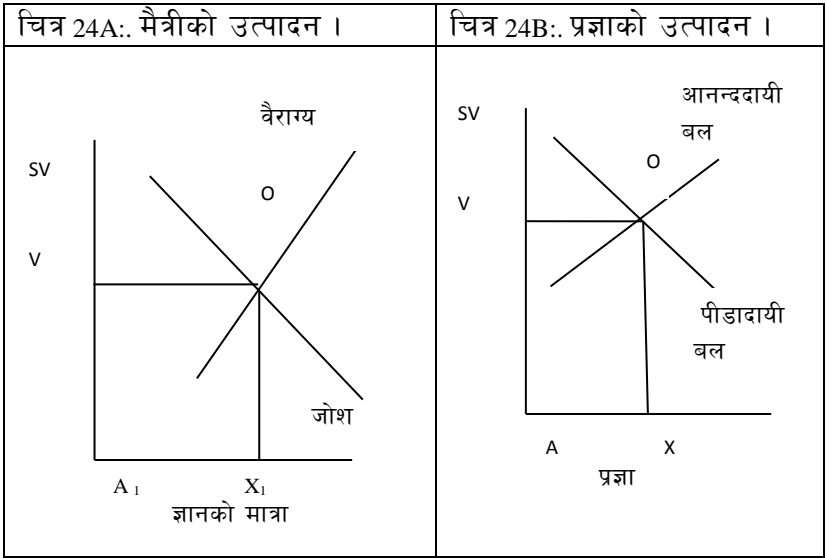 चित्र 24A:. मैत्रीको उत्पादन ।
वैराग्य
SV
O
V
जोश
A 1
X1
ज्ञानको मात्रा
चित्र 24B:. प्रज्ञाको उत्पादन ।
आनन्ददायी
बल
SV
O
V
पीडादायी
बल
A
X
प्रज्ञा